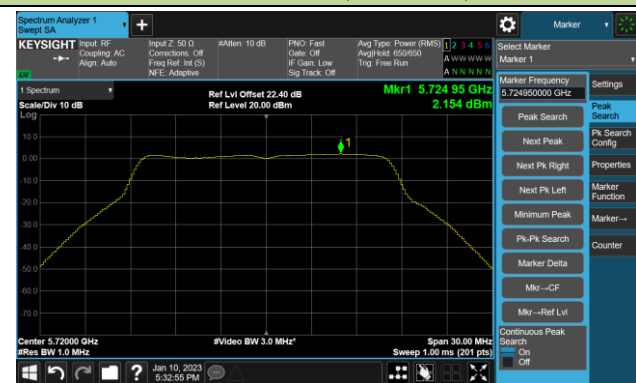 Spectrum Analyzer 1
Swept SA
+
Marker
KEYSIGHT
Input: RF
Coupling: AC
Align: Auto
Input Z: 50 Ω
Corrections: Off
Freq Ref: Int (S)
NFE: Adaptive
#Atten: 10 dB
PNO: Fast
Gate: Off
IF Gain: Low
Sig Track: Off
Avg Type: Power (RMS)
Avg|Hold: 650/650
Trig: Free Run
1 2 3 4 5 6
A W W W W W
A N N N N N
Select Marker
Marker 1
1 Spectrum
Scale/Div 10 dB
Log
Ref Lvl Offset 22.40 dB
Ref Level 20.00 dBm
Mkr1 5.724 95 GHz
2.154 dBm
Marker Frequency
5.724950000 GHz
Settings
Peak Search
Next Peak
Next Pk Right
Next Pk Left
Minimum Peak
Pk-Pk Search
Marker Delta
Mkr→CF
Mkr→Ref Lvl
Continuous Peak
Search
On
Off
Peak
Search
Pk Search
Config
Properties
Marker
Function
Marker→
Counter
10.0
0.00
-10.0
-20.0
-30.0
-40.0
-50.0
-60.0
-70.0
1
Center 5.72000 GHz
#Res BW 1.0 MHz
#Video BW 3.0 MHz*
Span 30.00 MHz
Sweep 1.00 ms (201 pts)
?
Jan 10, 2023
5:32:55 PM